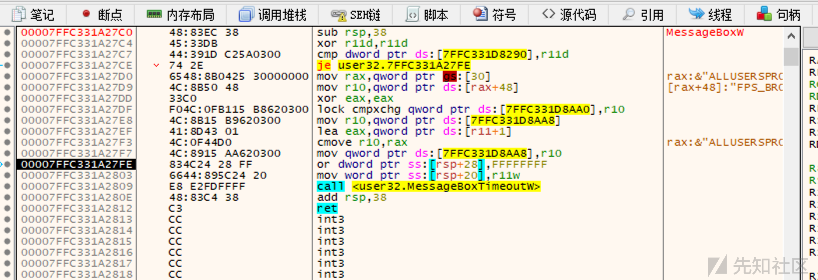 笔记 断点 内存布局 调用堆栈 SEH链 脚本 符号 源代码 引用 线程 句柄
00007FFC331A27C0 48:83EC 38 sub rsp,38 MessageBoxW
00007FFC331A27C4 45:33DB xor r11d,r11d
00007FFC331A27C7 44:391D C25A0300 cmp dword ptr ds:[7FFC331D8290],r11d
00007FFC331A27CE 74 2E je user32.7FFC331A27FE
00007FFC331A27D0 6548:8B0425 30000000 mov rax,qword ptr gs:[30] rax:&"ALLUSERSPRO
00007FFC331A27D9 4C:8B50 48 mov r10,qword ptr ds:[rax+48] [rax+48]:"FPS_BRO
00007FFC331A27DD 33C0 xor eax,eax
00007FFC331A27DF F04C:0FB115 B8620300 lock cmpxchg qword ptr ds:[7FFC331D8AA0],r10
00007FFC331A27E8 4C:8B15 B9620300 mov r10,qword ptr ds:[7FFC331D8AA8]
00007FFC331A27EF 41:8D43 01 lea eax,qword ptr ds:[r11+1]
00007FFC331A27F3 4C:0F44D0 cmove r10,rax rax:&"ALLUSERSPRO
00007FFC331A27F7 4C:8915 AA620300 mov qword ptr ds:[7FFC331D8AA8],r10
00007FFC331A27FE 834C24 28 FF or dword ptr ss:[rsp+28],FFFFFFFF
00007FFC331A2803 6644:895C24 20 mov word ptr ss:[rsp+20],r11w
00007FFC331A2809 E8 E2FDFFFF call <user32.MessageBoxTimeoutW>
00007FFC331A280E 48:83C4 38 add rsp,38
00007FFC331A2812 C3 ret
00007FFC331A2813 CC int3
00007FFC331A2814 CC int3
00007FFC331A2815 CC int3
00007FFC331A2816 CC int3
00007FFC331A2817 CC int3
00007FFC331A2818 CC int3
先知社区